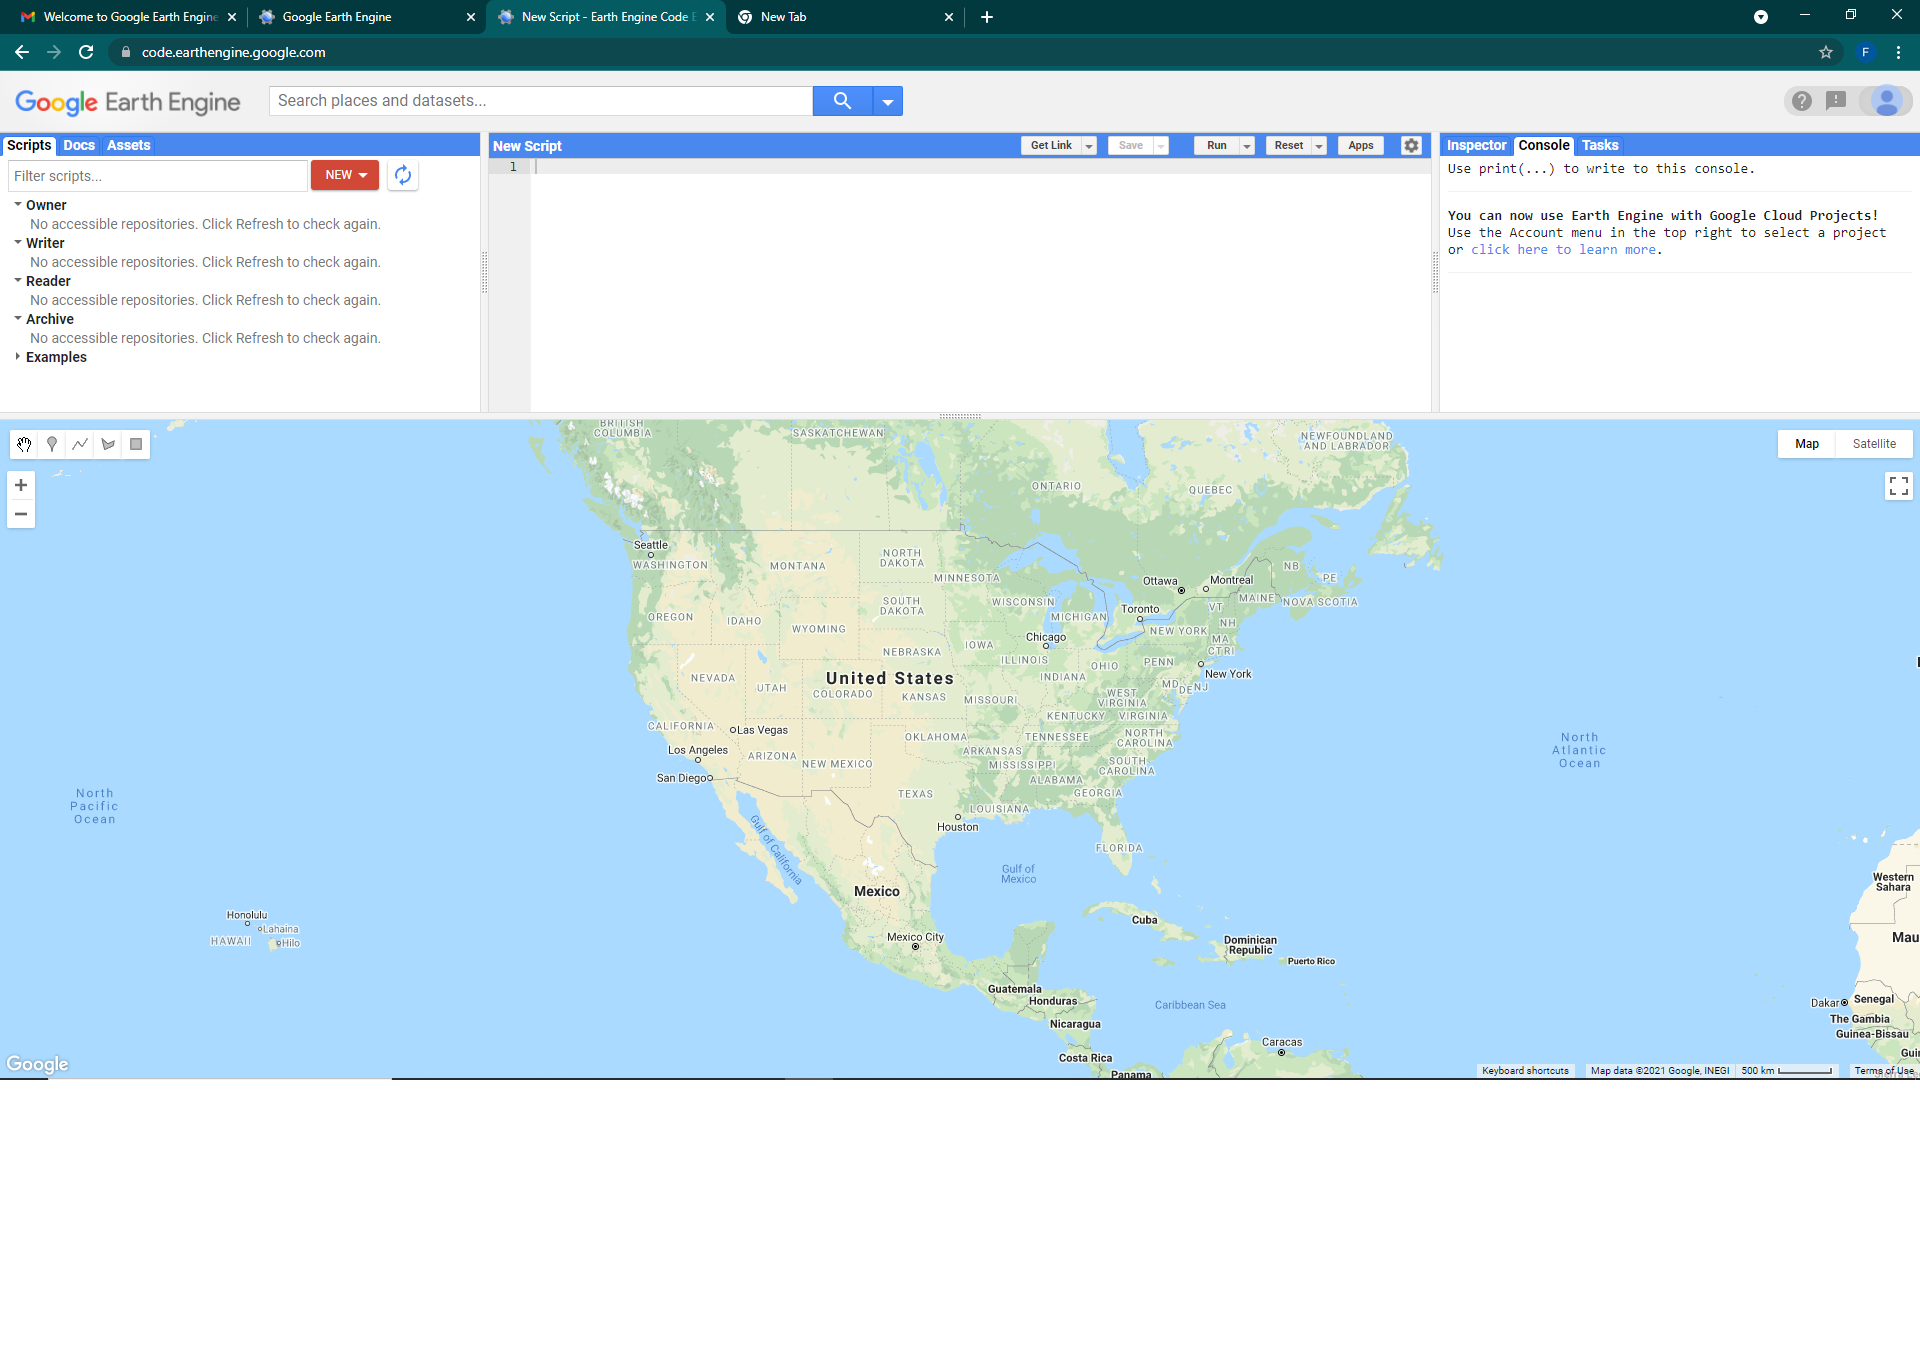 Welcome to Google Earth Engine
Google Earth Engine
New Script - Earth Engine Code E
New Tab
code.earthengine.google.com
F
Google Earth Engine
Search places and datasets...
Scripts Docs Assets
New Script
Get Link Save Run Reset Apps
Inspector Console Tasks
Filter scripts...
NEW
1
Use print(...) to write to this console.
Owner
No accessible repositories. Click Refresh to check again.
Writer
No accessible repositories. Click Refresh to check again.
Reader
No accessible repositories. Click Refresh to check again.
Archive
No accessible repositories. Click Refresh to check again.
Examples
You can now use Earth Engine with Google Cloud Projects!
Use the Account menu in the top right to select a project
or click here to learn more.
Map Satellite
BRITISH
COLUMBIA
SASKATCHEWAN
NEWFOUNDLAND
AND LABRADOR
ONTARIO
QUEBEC
Seattle
WASHINGTON
MONTANA
NORTH
DAKOTA
MINNESOTA
Ottawa
Montreal
NB
PE
MAINE
NOVA SCOTIA
OREGON
IDAHO
WYOMING
SOUTH
DAKOTA
WISCONSIN
MICHIGAN
Toronto
VT
NH
NEW YORK
MA
CT RI
Chicago
IOWA
NEBRASKA
ILLINOIS
INDIANA
OHIO
PENN
New York
NEVADA
UTAH
COLORADO
United States
KANSAS
MISSOURI
WEST
VIRGINIA
MD
DE
NJ
KENTUCKY
VIRGINIA
CALIFORNIA
Las Vegas
Los Angeles
ARIZONA
NEW MEXICO
OKLAHOMA
ARKANSAS
TENNESSEE
NORTH
CAROLINA
MISSISSIPPI
SOUTH
CAROLINA
ALABAMA
GEORGIA
San Diego
TEXAS
LOUISIANA
Houston
FLORIDA
North
Pacific
Ocean
North
Atlantic
Ocean
Gulf of California
Gulf of
Mexico
Mexico
Mexico City
Honolulu
Lahaina
HAWAII
Hilo
Cuba
Dominican
Republic
Puerto Rico
Guatemala
Honduras
Nicaragua
Caribbean Sea
Costa Rica
Panama
Caracas
Western
Sahara
Mau
Dakar
Senegal
The Gambia
Guinea-Bissau
Gui
Google
Keyboard shortcuts
Map data ©2021 Google, INEGI
500 km
Terms of Use